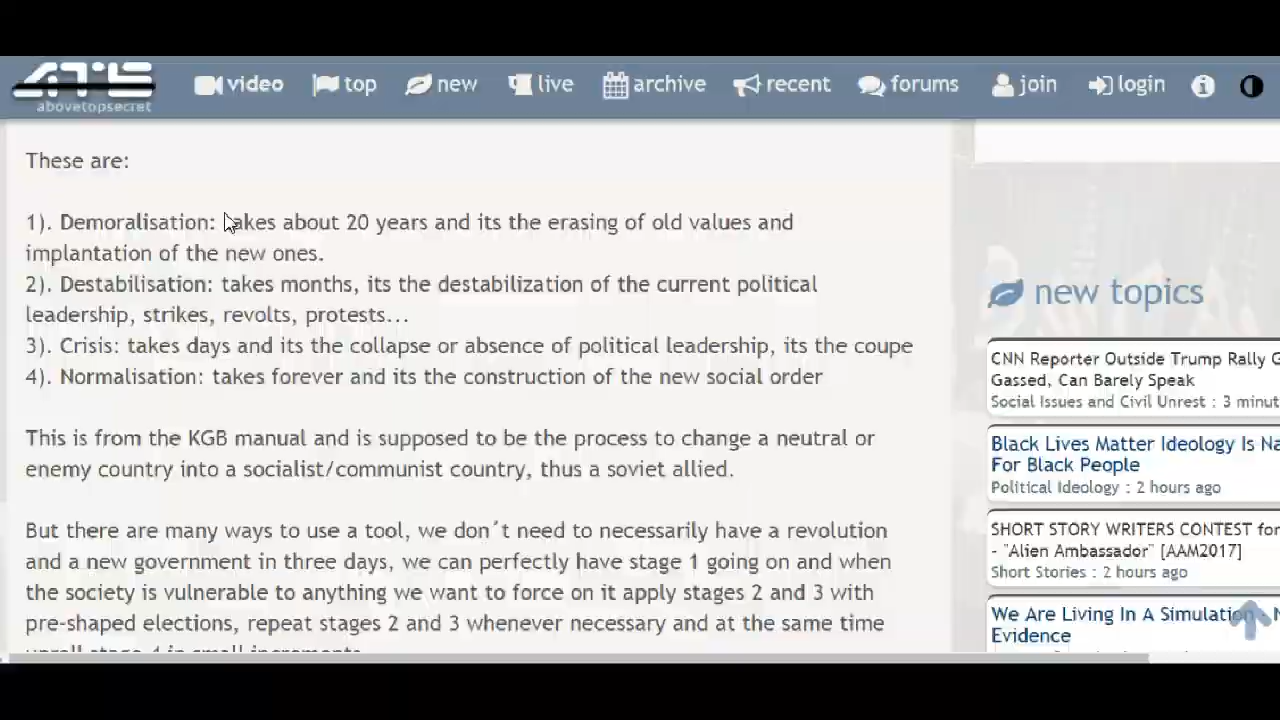 ATS
abovetopsecret
video top new live archive recent forums join login
These are:
1). Demoralisation: takes about 20 years and its the erasing of old values and
implantation of the new ones.
2). Destabilisation: takes months, its the destabilization of the current political
leadership, strikes, revolts, protests...
3). Crisis: takes days and its the collapse or absence of political leadership, its the coupe
4). Normalisation: takes forever and its the construction of the new social order
This is from the KGB manual and is supposed to be the process to change a neutral or
enemy country into a socialist/communist country, thus a soviet allied.
But there are many ways to use a tool, we don´t need to necessarily have a revolution
and a new government in three days, we can perfectly have stage 1 going on and when
the society is vulnerable to anything we want to force on it apply stages 2 and 3 with
pre-shaped elections, repeat stages 2 and 3 whenever necessary and at the same time
new topics
CNN Reporter Outside Trump Rally G
Gassed, Can Barely Speak
Social Issues and Civil Unrest : 3 minut
Black Lives Matter Ideology Is Na
For Black People
Political Ideology : 2 hours ago
SHORT STORY WRITERS CONTEST for
- "Alien Ambassador" [AAM2017]
Short Stories : 2 hours ago
We Are Living In A Simulation - N
Evidence